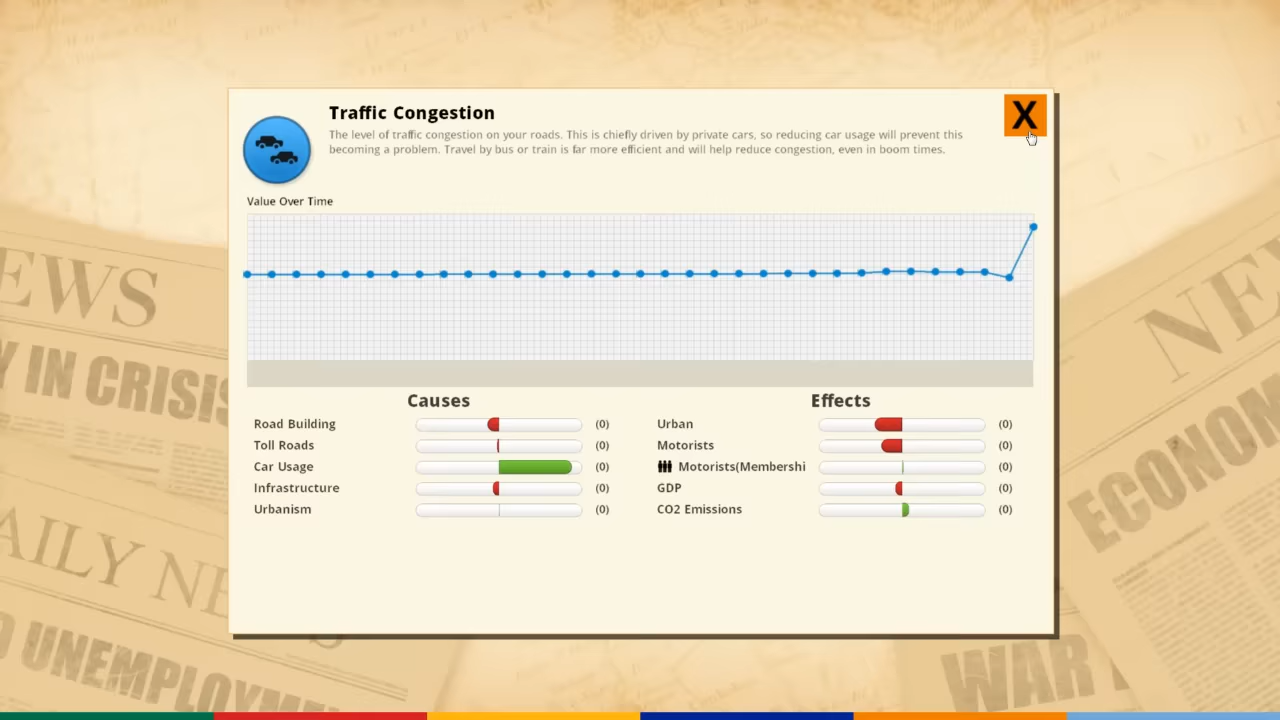 Traffic Congestion
X
The level of traffic congestion on your roads. This is chiefly driven by private cars, so reducing car usage will prevent this
becoming a problem. Travel by bus or train is far more efficient and will help reduce congestion, even in boom times.
Value Over Time
Causes
Road Building (0)
Toll Roads (0)
Car Usage (0)
Infrastructure (0)
Urbanism (0)
Effects
Urban (0)
Motorists (0)
Motorists(Membershi (0)
GDP (0)
CO2 Emissions (0)
EWS
Y IN CRISIS
AILY NE
UNEMPLOYM
NE
ECONOM
WAR